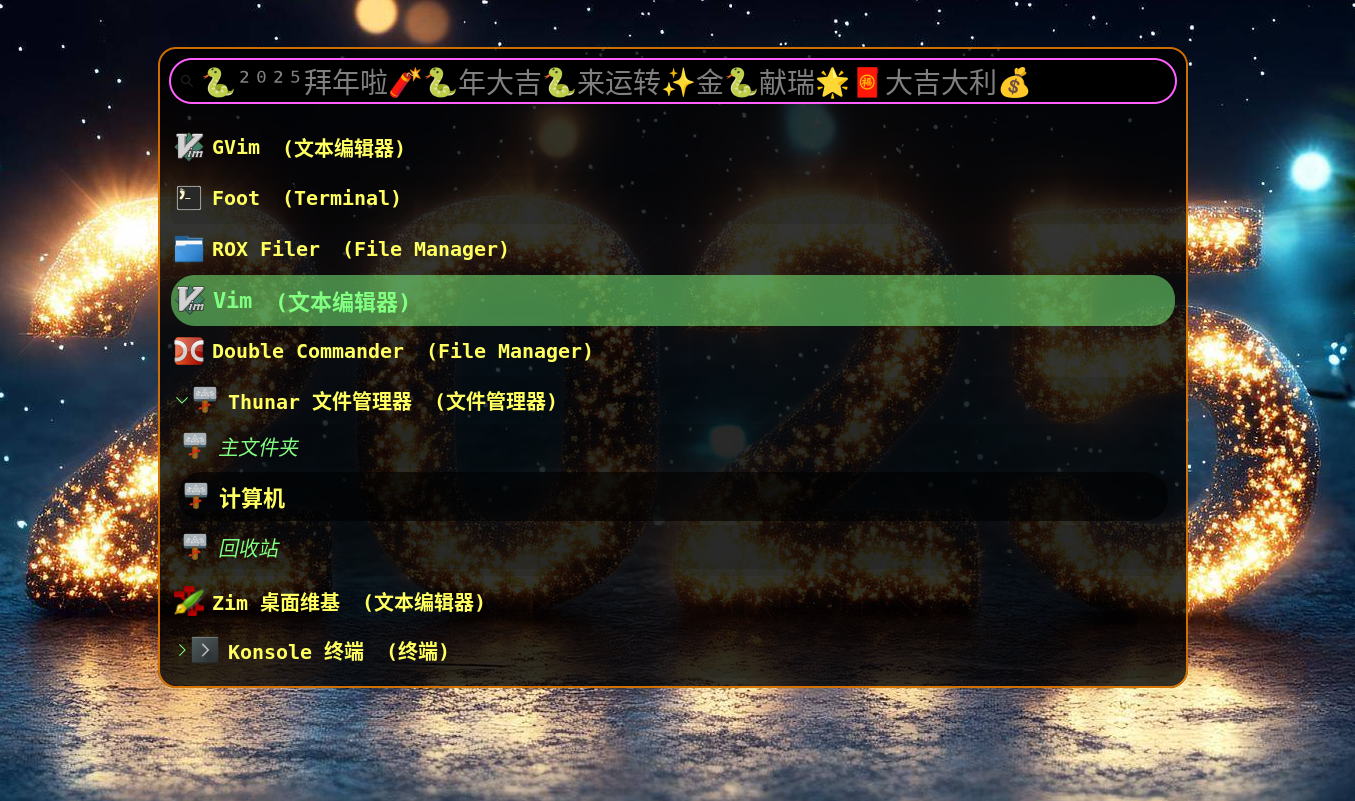 🐍²⁰²⁵拜年啦🧨🐍年大吉🐍来运转✨金🐍献瑞🌟🧧大吉大利💰
GVim (文本编辑器)
Foot (Terminal)
ROX Filer (File Manager)
Vim (文本编辑器)
Double Commander (File Manager)
Thunar 文件管理器 (文件管理器)
主文件夹
计算机
回收站
Zim 桌面维基 (文本编辑器)
Konsole 终端 (终端)
2025